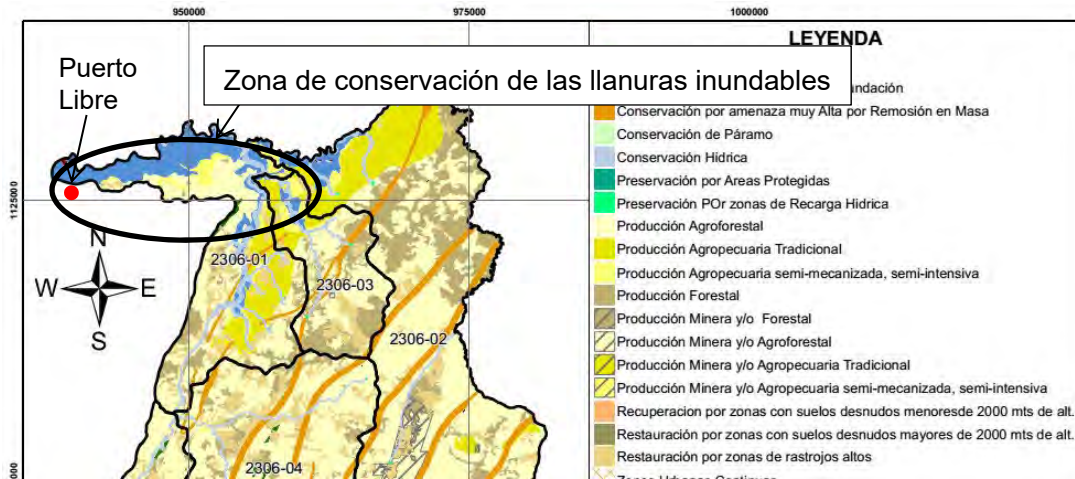 950000
975000
1000000
LEYENDA
Puerto
Libre
Zona de conservación de las llanuras inundables
undación
Conservación por amenaza muy Alta por Remosión en Masa
Conservación de Páramo
Conservación Hídrica
Preservación por Areas Protegidas
Preservación POr zonas de Recarga Hidrica
Producción Agroforestal
Producción Agropecuaria Tradicional
Producción Agropecuaria semi-mecanizada, semi-intensiva
Producción Forestal
Producción Minera y/o Forestal
Producción Minera y/o Agroforestal
Producción Minera y/o Agropecuaria Tradicional
Producción Minera y/o Agropecuaria semi-mecanizada, semi-intensiva
Recuperacion por zonas con suelos desnudos menoresde 2000 mts de alt.
Restauración por zonas con suelos desnudos mayores de 2000 mts de alt.
Restauración por zonas de rastrojos altos
1125000
N
W
E
S
2306-01
2306-03
2306-02
2306-04